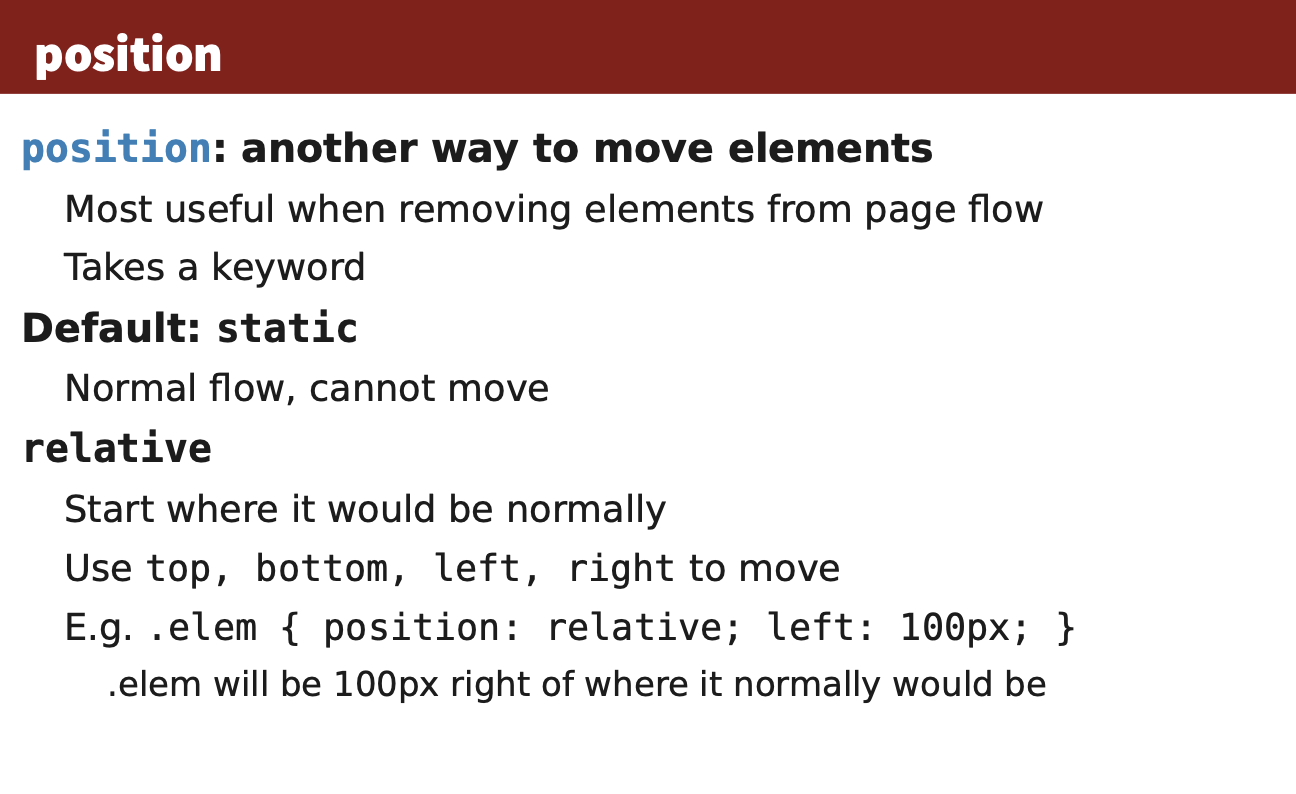 position
position: another way to move elements
Most useful when removing elements from page flow
Takes a keyword
Default: static
Normal flow, cannot move
relative
Start where it would be normally
Use top, bottom, left, right to move
E.g. .elem { position: relative; left: 100px; }
.elem will be 100px right of where it normally would be